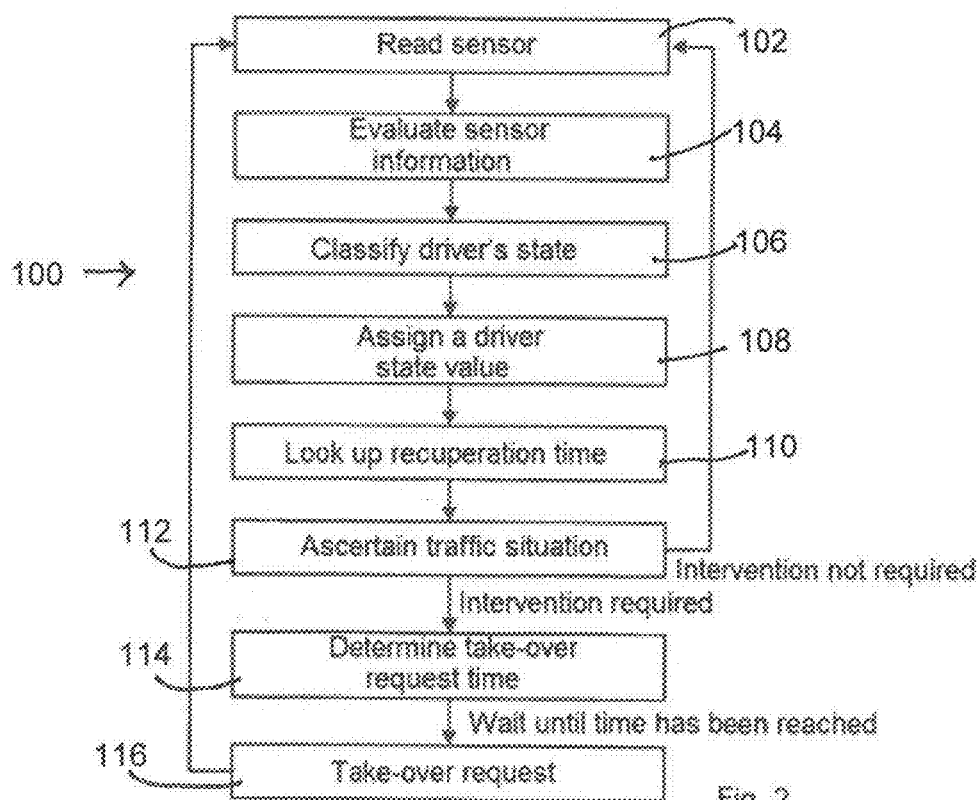 Read sensor
102
Evaluate sensor
information
104
Classify driver's state
106
100
Assign a driver
state value
108
Look up recuperation time
110
112
Ascertain traffic situation
Intervention not required
Intervention required
114
Determine take-over
request time
Wait until time has been reached
116
Take-over request
Fig. 2